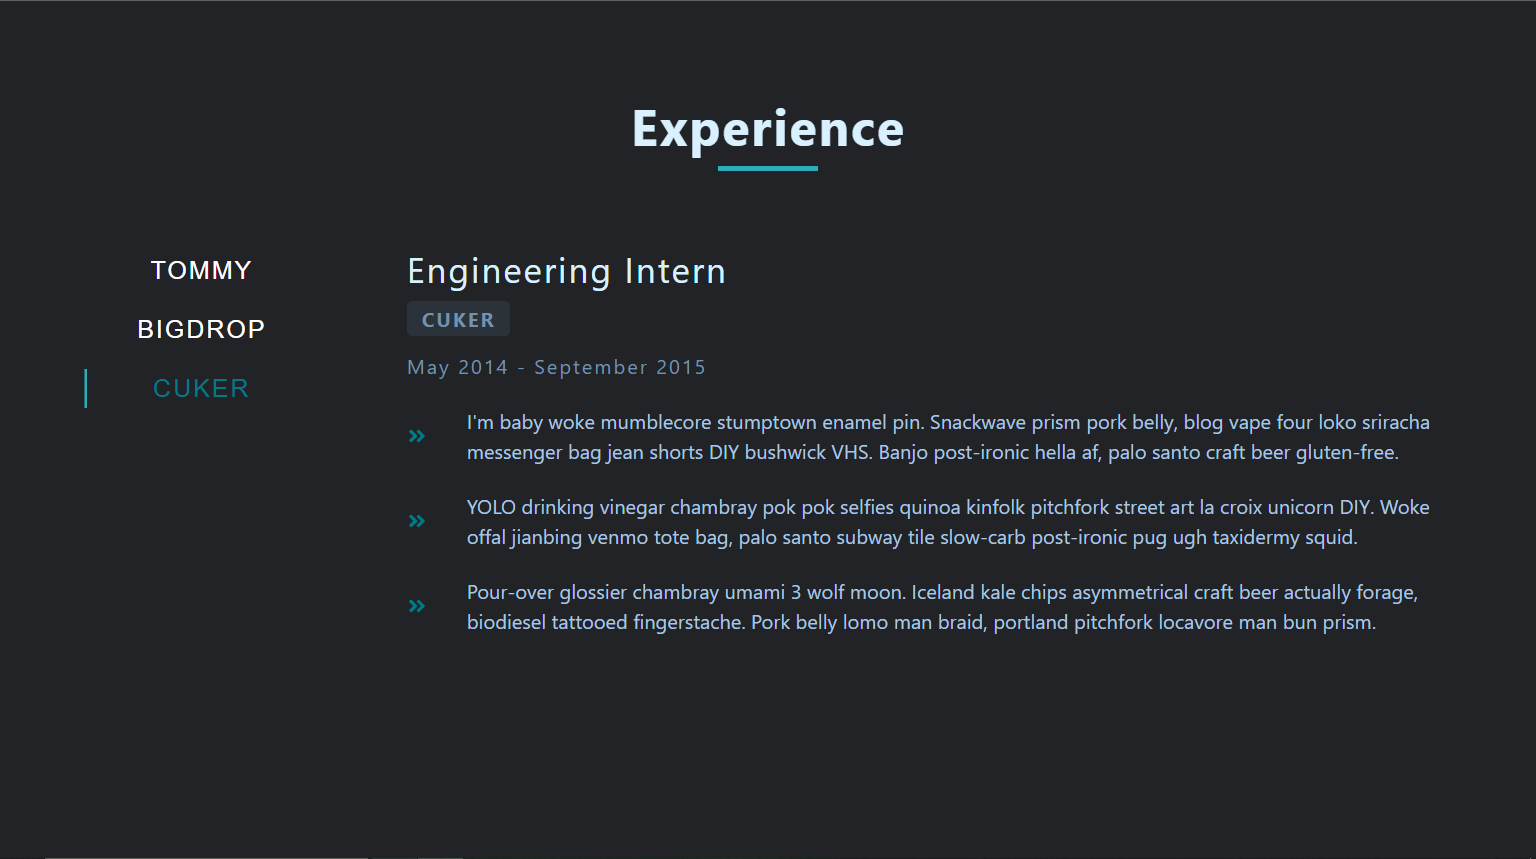 Experience
TOMMY
BIGDROP
CUKER
Engineering Intern
CUKER
May 2014 - September 2015
I'm baby woke mumblecore stumptown enamel pin. Snackwave prism pork belly, blog vape four loko sriracha
messenger bag jean shorts DIY bushwick VHS. Banjo post-ironic hella af, palo santo craft beer gluten-free.
YOLO drinking vinegar chambray pok pok selfies quinoa kinfolk pitchfork street art la croix unicorn DIY. Woke
offal jianbing venmo tote bag, palo santo subway tile slow-carb post-ironic pug ugh taxidermy squid.
Pour-over glossier chambray umami 3 wolf moon. Iceland kale chips asymmetrical craft beer actually forage,
biodiesel tattooed fingerstache. Pork belly lomo man braid, portland pitchfork locavore man bun prism.